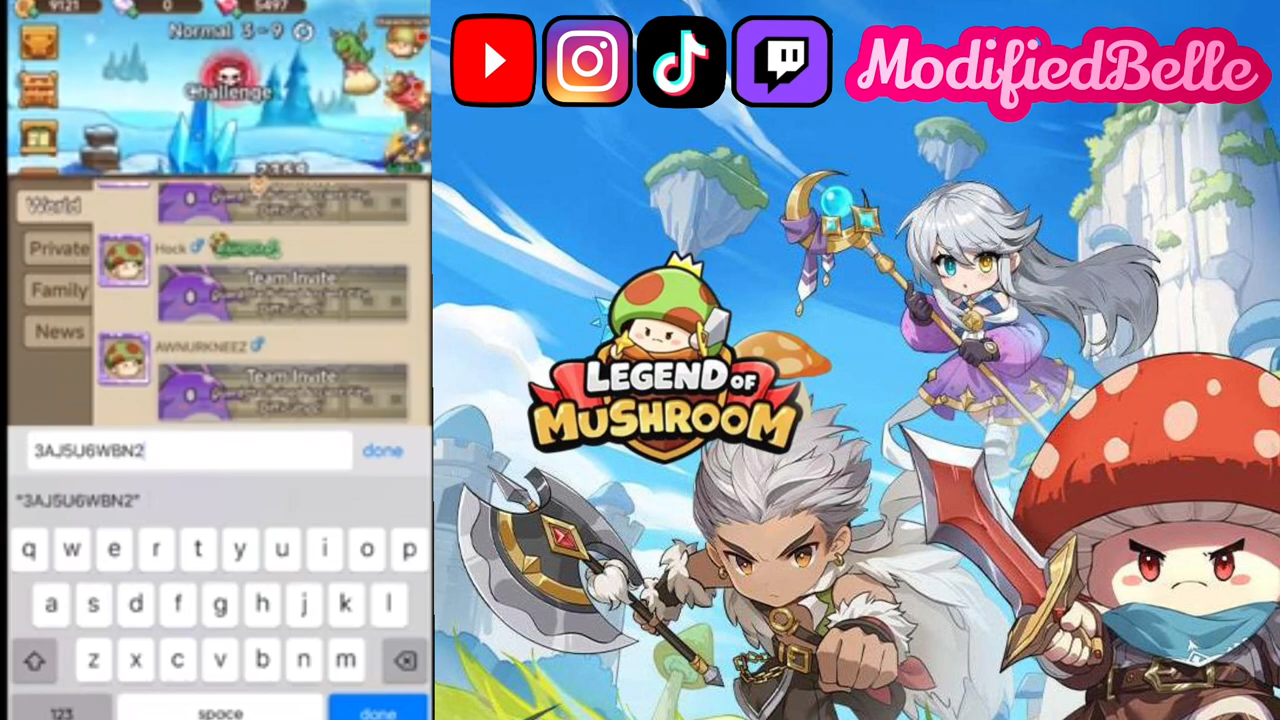 9121
0
5497
Normal 3-9
Challenge
World
Private
Family
News
Hock
Team Invite
AWNURKNEEZ
Team Invite
3AJ5U6WBN2
done
"3AJ5U6WBN2"
q w e r t y u i o p
a s d f g h j k l
z x c v b n m
123
space
done
ModifiedBelle
LEGEND OF
MUSHROOM